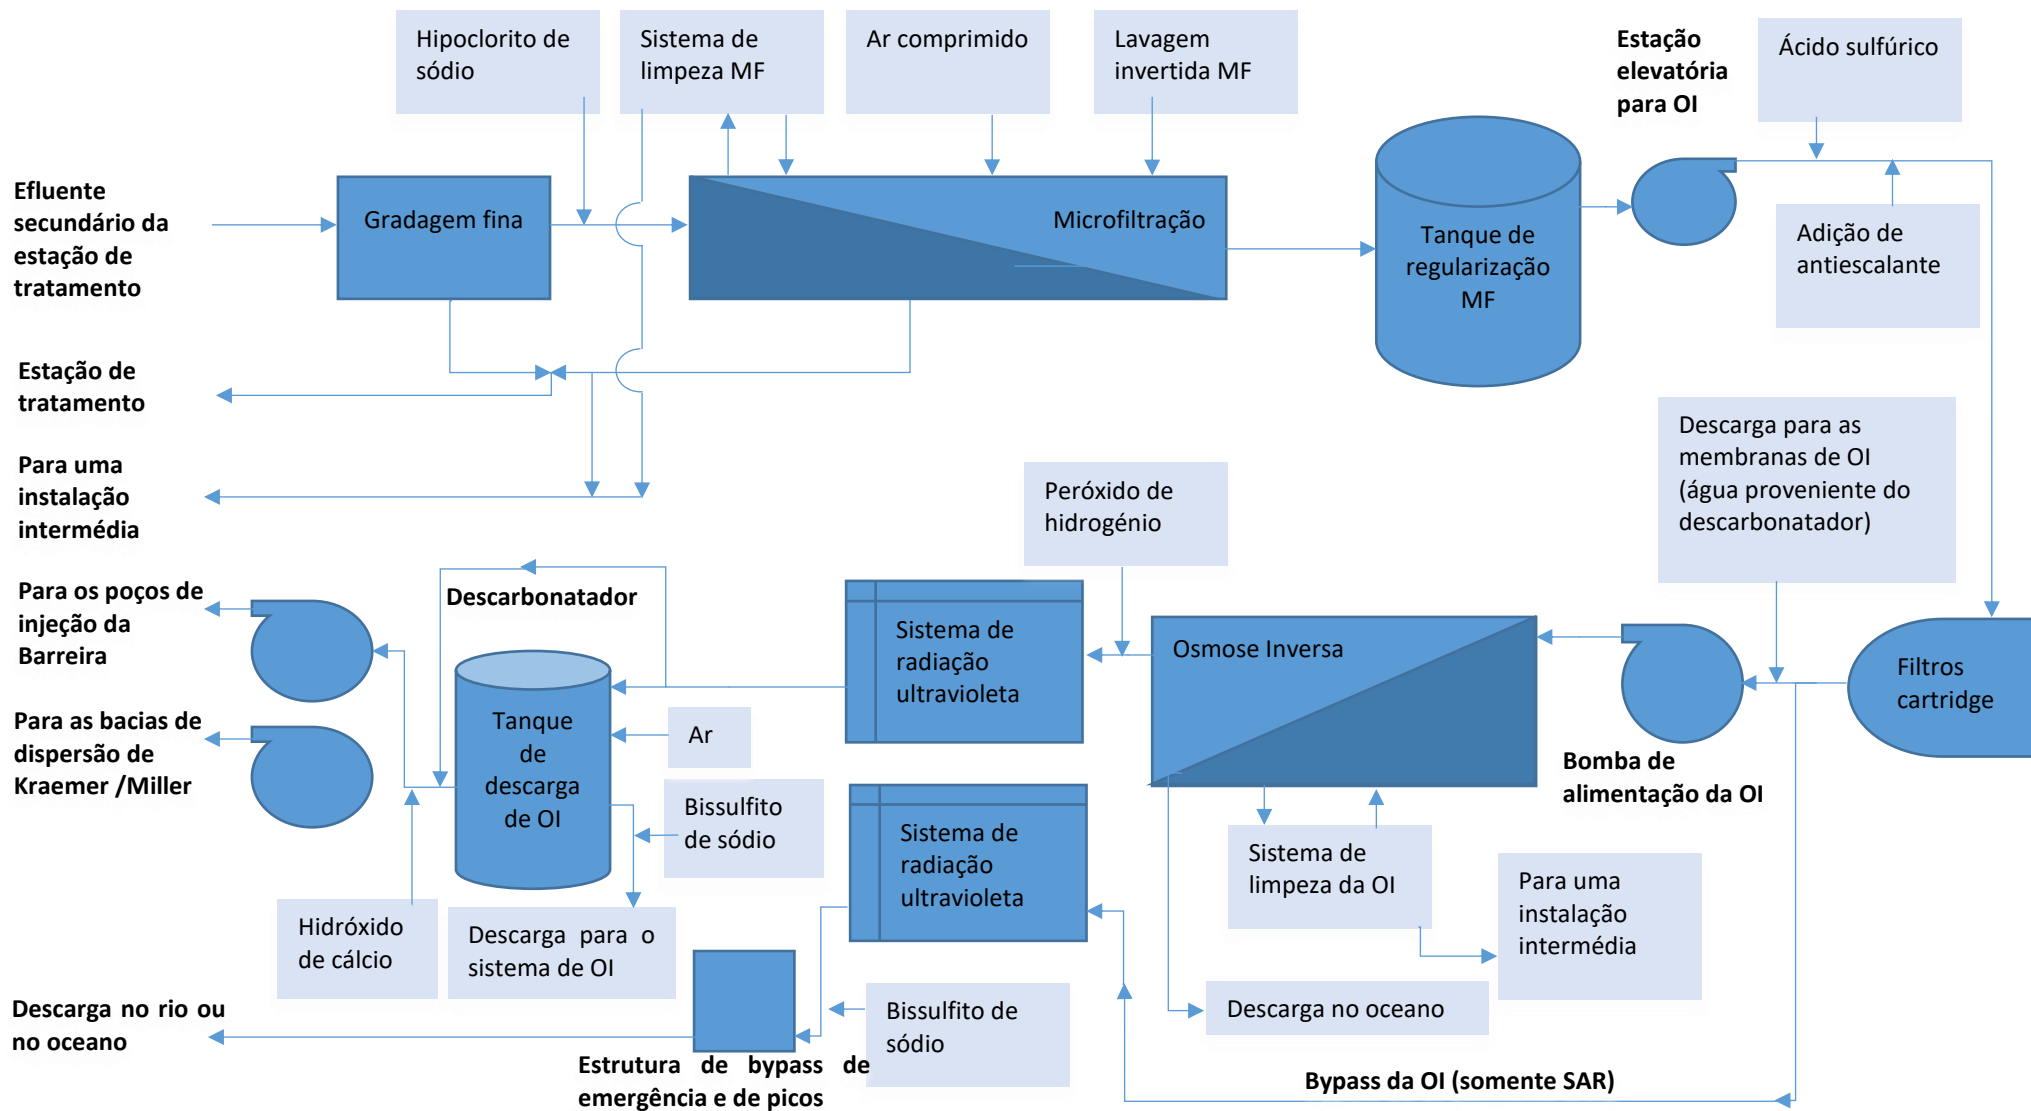 Hipoclorito de
sódio
Sistema de
limpeza MF
Ar comprimido
Lavagem
invertida MF
Estação
elevatória
para OI
Ácido sulfúrico
Efluente
secundário da
estação de
tratamento
Gradagem fina
Microfiltração
Tanque de
regularização
MF
Adição de
antiescalante
Estação de
tratamento
Para uma
instalação
intermédia
Peróxido de
hidrogénio
Descarga para as
membranas de OI
(água proveniente do
descarbonatador)
Para os poços de
injeção da
Barreira
Descarbonatador
Sistema de
radiação
ultravioleta
Osmose Inversa
Filtros
cartridge
Para as bacias de
dispersão de
Kraemer /Miller
Tanque
de
descarga
de OI
Ar
Bissulfito
de sódio
Bomba de
alimentação da OI
Sistema de
radiação
ultravioleta
Sistema de
limpeza da OI
Para uma
instalação
intermédia
Hidróxido
de cálcio
Descarga para o
sistema de OI
Descarga no rio ou
no oceano
Bissulfito de
sódio
Descarga no oceano
Estrutura de bypass de
emergência e de picos
Bypass da OI (somente SAR)